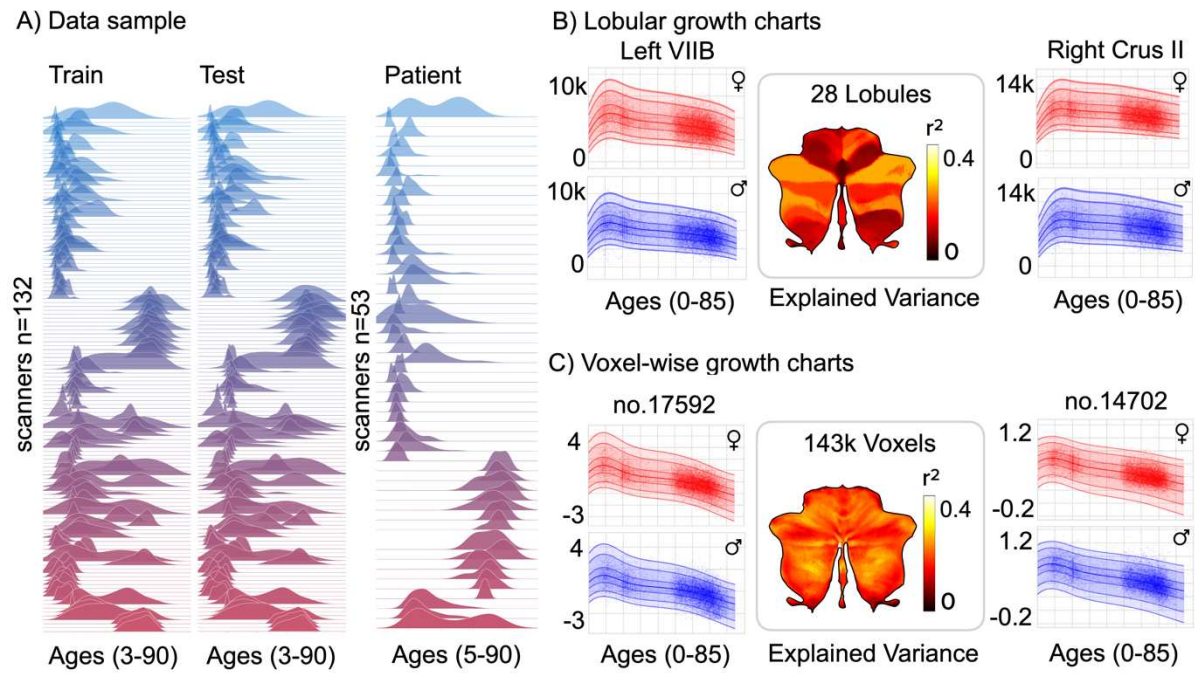 A) Data sample
Train
Test
Patient
scanners n=132
scanners n=53
Ages (3-90)
Ages (3-90)
Ages (5-90)
B) Lobular growth charts
Left VIIB
10k
0
♀
10k
0
♂
Ages (0-85)
28 Lobules
r²
0.4
0
Explained Variance
Right Crus II
14k
0
♀
14k
0
♂
Ages (0-85)
C) Voxel-wise growth charts
no.17592
4
-3
♀
4
-3
♂
Ages (0-85)
143k Voxels
r²
0.4
0
Explained Variance
no.14702
1.2
-0.2
♀
1.2
-0.2
♂
Ages (0-85)